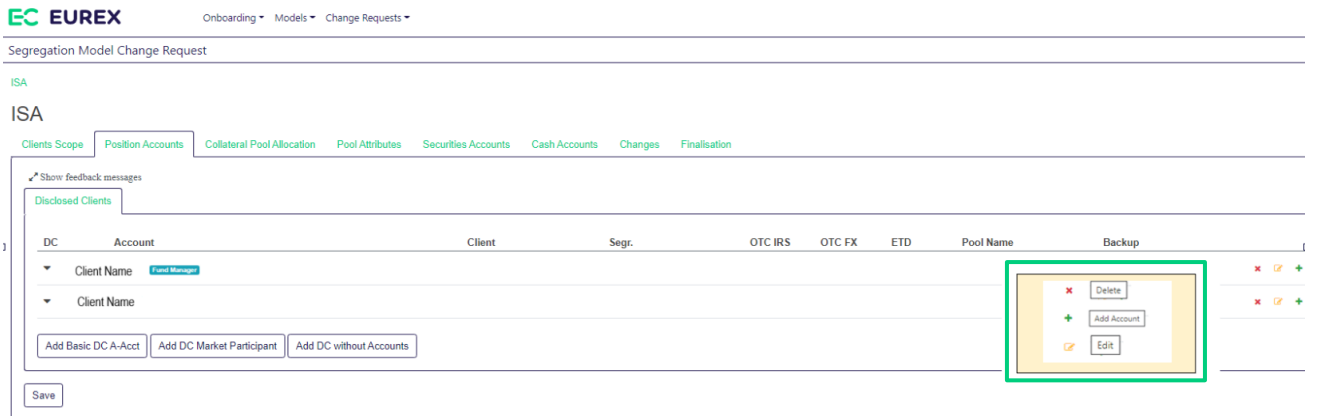 EC EUREX Onboarding Models Change Requests
Segregation Model Change Request
ISA
ISA
Clients Scope Position Accounts Collateral Pool Allocation Pool Attributes Securities Accounts Cash Accounts Changes Finalisation
Show feedback messages
Disclosed Clients
DC Account Client Segr. OTC IRS OTC FX ETD Pool Name Backup
Client Name Fund Manager
Delete
Client Name
Add Account
Add Basic DC A-Acct Add DC Market Participant Add DC without Accounts
Edit
Save